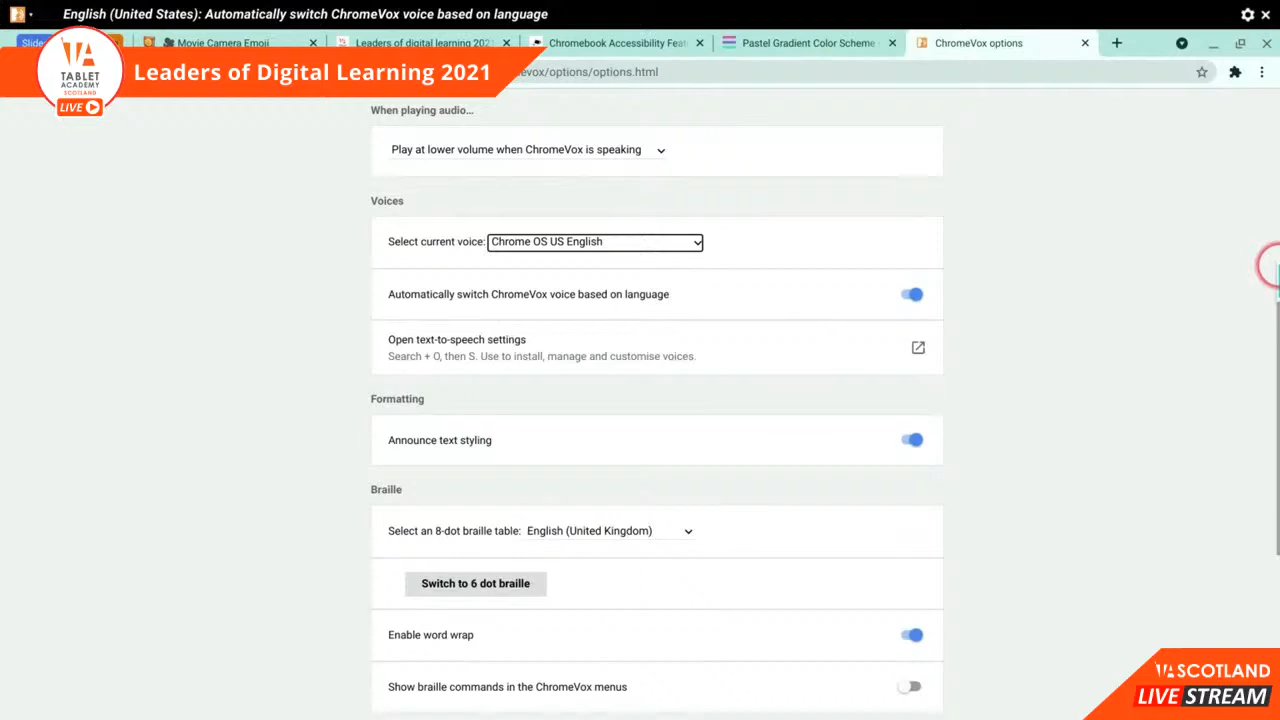 English (United States): Automatically switch ChromeVox voice based on language
Slide
Movie Camera Emoji
Leaders of digital learning 2021
Chromebook Accessibility Feat
Pastel Gradient Color Scheme
ChromeVox options
TABLET
ACADEMY
SCOTLAND
LIVE
Leaders of Digital Learning 2021
evox/options/options.html
When playing audio...
Play at lower volume when ChromeVox is speaking
Voices
Select current voice: Chrome OS US English
Automatically switch ChromeVox voice based on language
Open text-to-speech settings
Search + O, then S. Use to install, manage and customise voices.
Formatting
Announce text styling
Braille
Select an 8-dot braille table: English (United Kingdom)
Switch to 6 dot braille
Enable word wrap
Show braille commands in the ChromeVox menus
TA SCOTLAND
LIVE STREAM